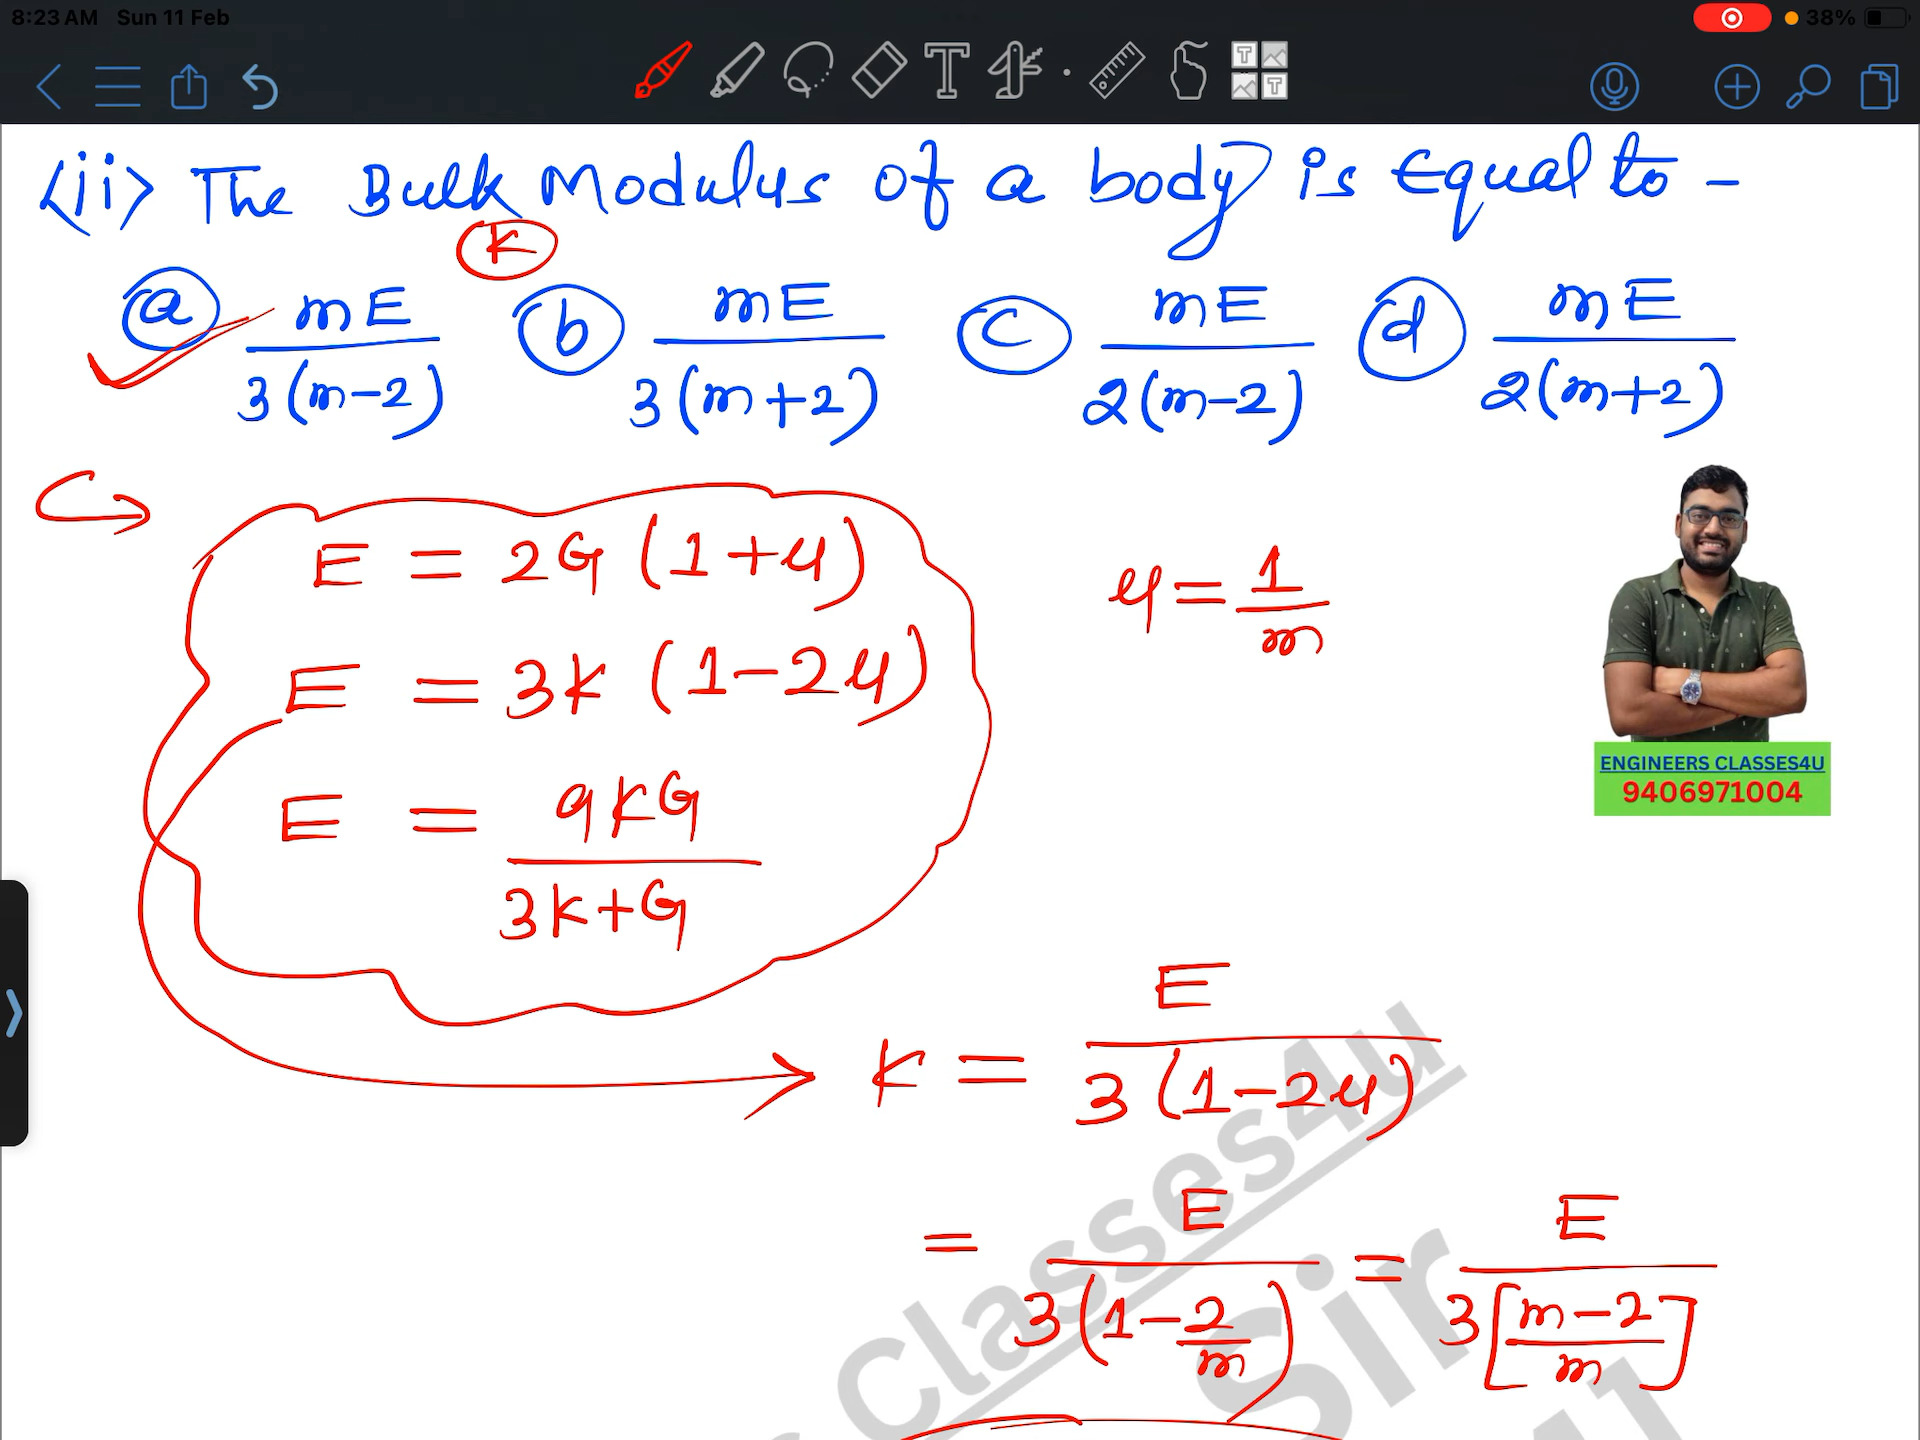 8:23 AM Sun 11 Feb
38%
(ii) The Bulk Modulus of a body is Equal to -
K
(a) mE / 3(m-2) (b) mE / 3(m+2) (c) mE / 2(m-2) (d) mE / 2(m+2)
E = 2G (1+μ)
μ = 1/m
E = 3K (1-2μ)
ENGINEERS CLASSES4U
9406971004
E = 9KG / 3K+G
K = E / 3(1-2μ)
= E / 3(1-2/m) = E / 3[m-2 / m]
Classes4u
Sir